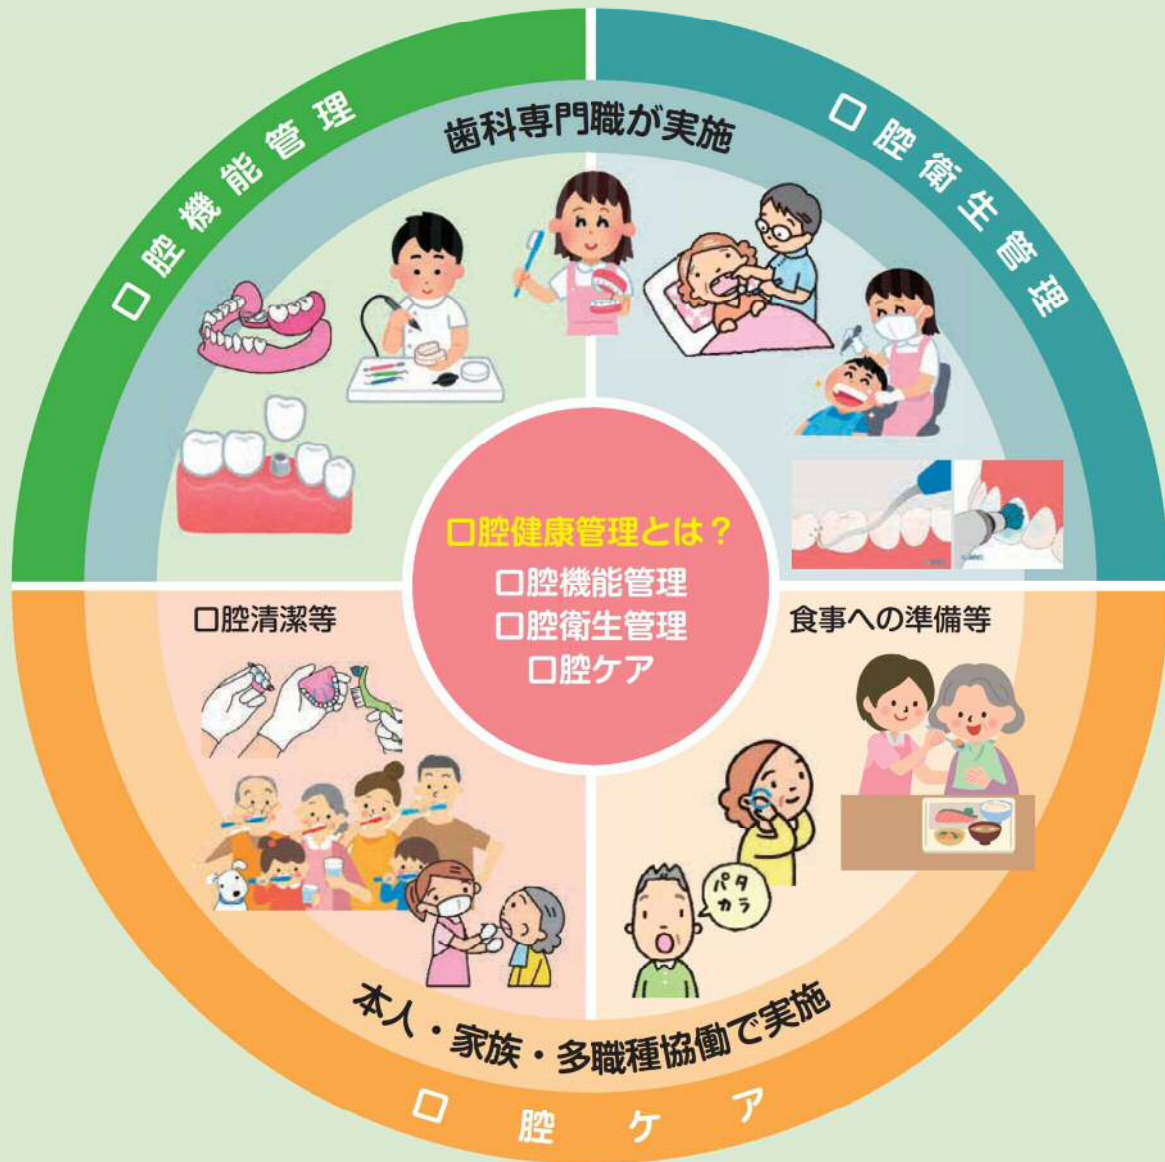 口腔機能管理
口腔衛生管理
歯科専門職が実施
口腔健康管理とは？
口腔機能管理
口腔衛生管理
口腔ケア
口腔清潔等
食事への準備等
パタ
カラ
本人・家族・多職種協働で実施
口腔ケア